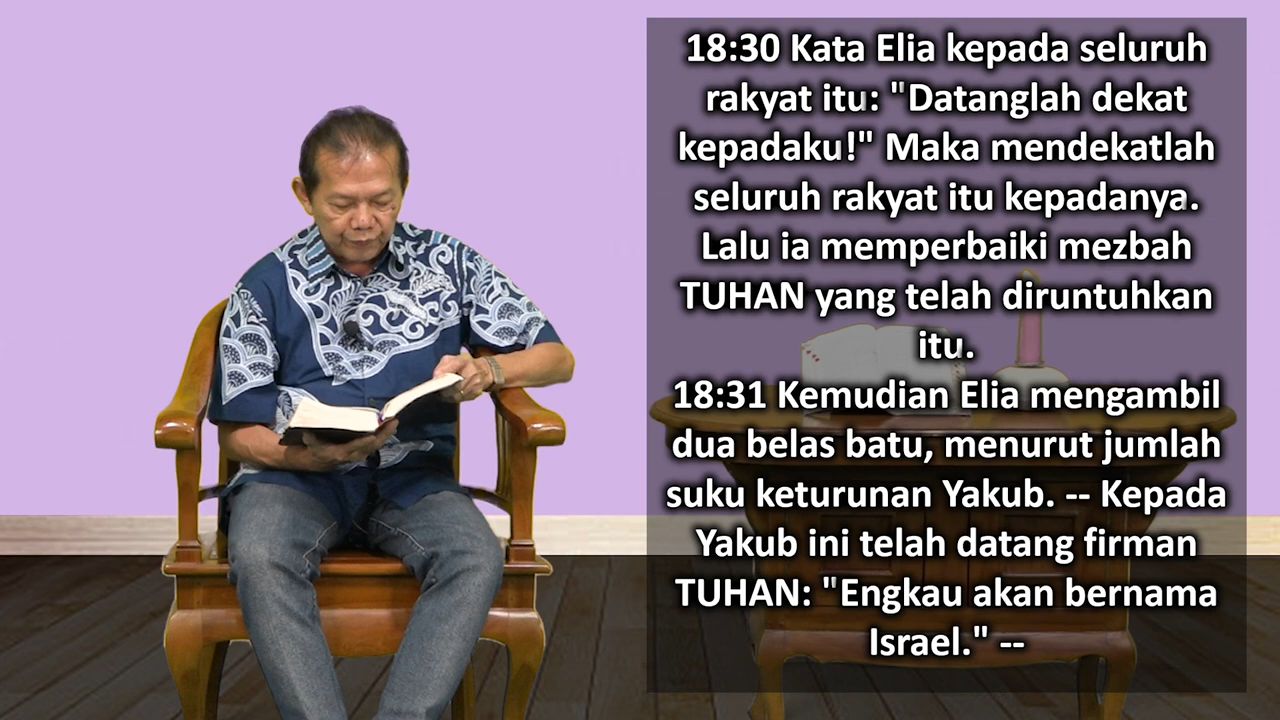 18:30 Kata Elia kepada seluruh
rakyat itu: "Datanglah dekat
kepadaku!" Maka mendekatlah
seluruh rakyat itu kepadanya.
Lalu ia memperbaiki mezbah
TUHAN yang telah diruntuhkan
itu.
18:31 Kemudian Elia mengambil
dua belas batu, menurut jumlah
suku keturunan Yakub. -- Kepada
Yakub ini telah datang firman
TUHAN: "Engkau akan bernama
Israel." --